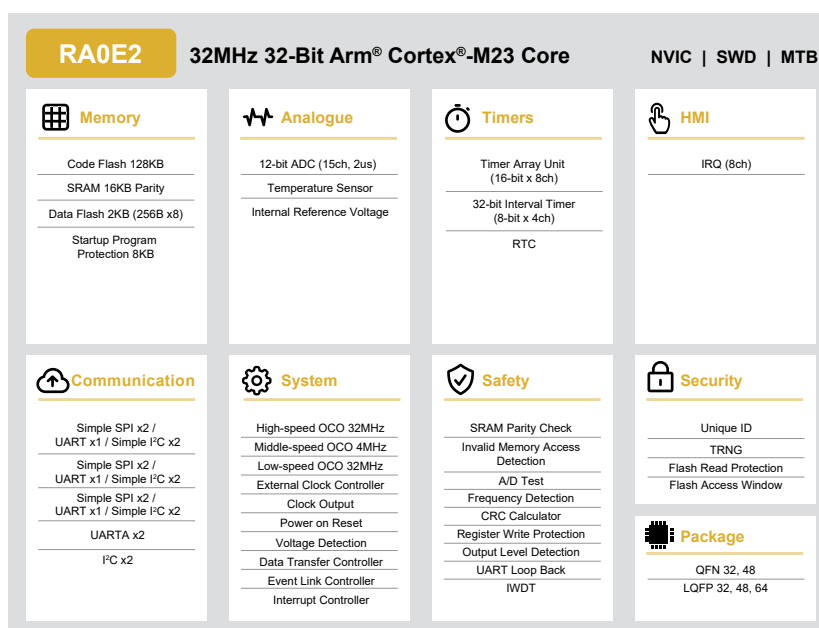 RA0E2
32MHz 32-Bit Arm® Cortex®-M23 Core
NVIC | SWD | MTB
Memory
Code Flash 128KB
SRAM 16KB Parity
Data Flash 2KB (256B x8)
Startup Program
Protection 8KB
Analogue
12-bit ADC (15ch, 2us)
Temperature Sensor
Internal Reference Voltage
Timers
Timer Array Unit
(16-bit x 8ch)
32-bit Interval Timer
(8-bit x 4ch)
RTC
HMI
IRQ (8ch)
Communication
Simple SPI x2 /
UART x1 / Simple I²C x2
Simple SPI x2 /
UART x1 / Simple I²C x2
Simple SPI x2 /
UART x1 / Simple I²C x2
UARTA x2
I²C x2
System
High-speed OCO 32MHz
Middle-speed OCO 4MHz
Low-speed OCO 32MHz
External Clock Controller
Clock Output
Power on Reset
Voltage Detection
Data Transfer Controller
Event Link Controller
Interrupt Controller
Safety
SRAM Parity Check
Invalid Memory Access
Detection
A/D Test
Frequency Detection
CRC Calculator
Register Write Protection
Output Level Detection
UART Loop Back
IWDT
Security
Unique ID
TRNG
Flash Read Protection
Flash Access Window
Package
QFN 32, 48
LQFP 32, 48, 64